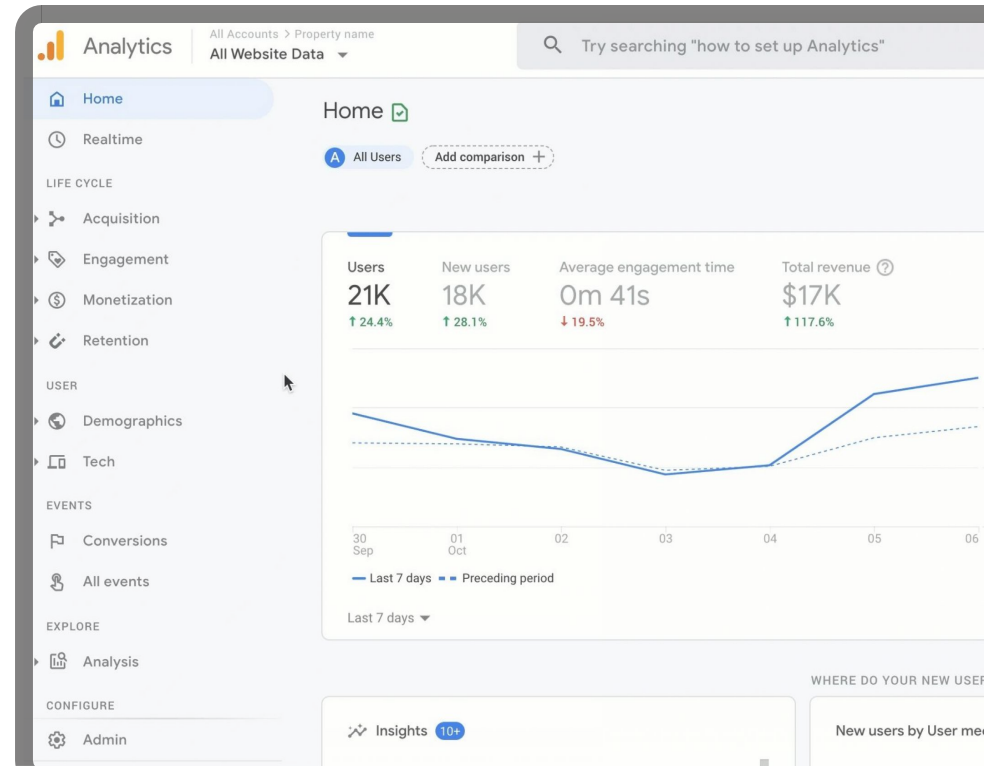 Analytics
All Accounts > Property name
All Website Data
Try searching "how to set up Analytics"
Home
Realtime
LIFE CYCLE
Acquisition
Engagement
Monetization
Retention
USER
Demographics
Tech
EVENTS
Conversions
All events
EXPLORE
Analysis
CONFIGURE
Admin
Home
A All Users
Add comparison +
Users
21K
↑ 24.4%
New users
18K
↑ 28.1%
Average engagement time
0m 41s
↓ 19.5%
Total revenue
$17K
↑ 117.6%
30 01 02 03 04 05 06
Sep Oct
Last 7 days Preceding period
Last 7 days
Insights 10+
WHERE DO YOUR NEW USER
New users by User me